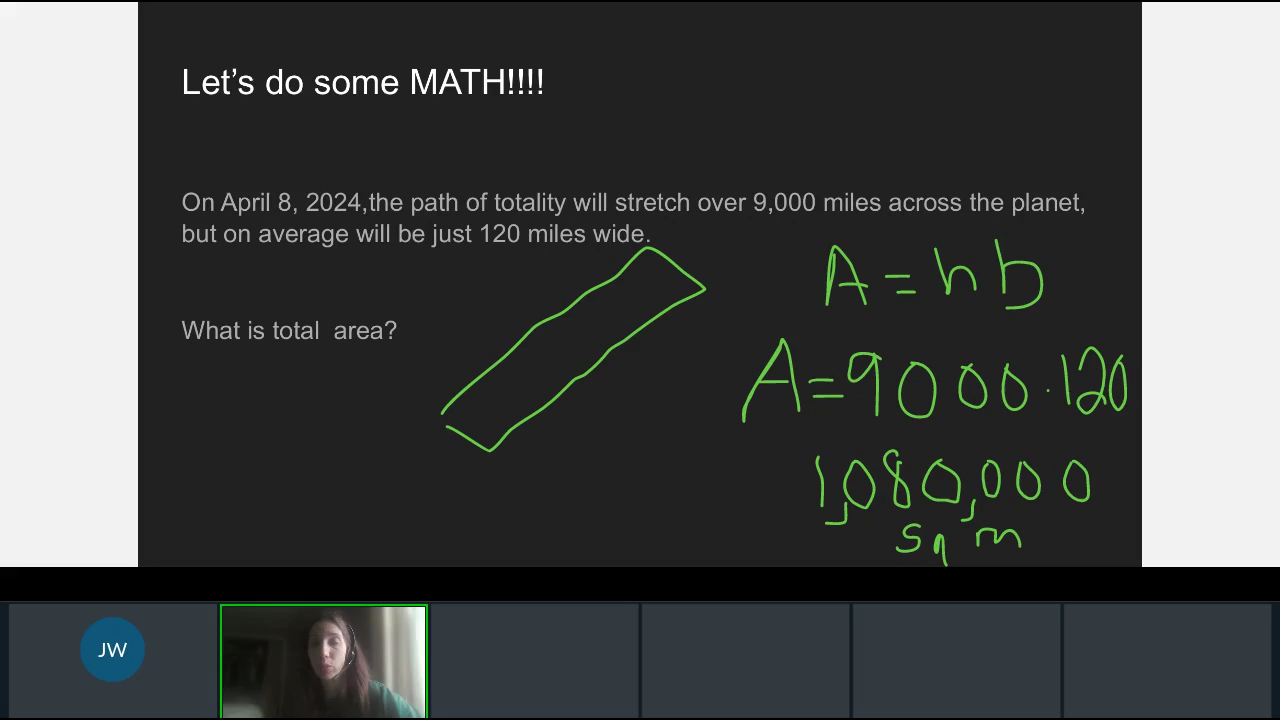 Let’s do some MATH!!!!
On April 8, 2024,the path of totality will stretch over 9,000 miles across the planet,
but on average will be just 120 miles wide.
What is total area?
A = h b
A = 9000 · 120
1,080,000
sq m
JW